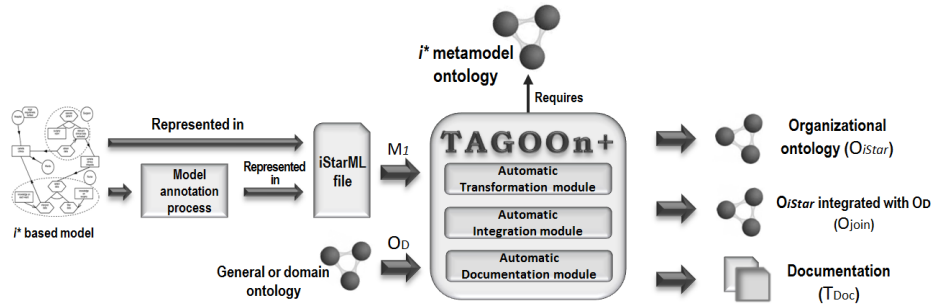 i* metamodel
ontology
Requires
Represented in
iStarML
file
M1
TAGOOn+
Automatic
Transformation module
Automatic
Integration module
Automatic
Documentation module
Organizational
ontology (OiStar)
Model
annotation
process
Represented
in
i* based model
OiStar integrated with OD
(Ojoin)
General or domain
ontology
OD
Documentation
(TDoc)